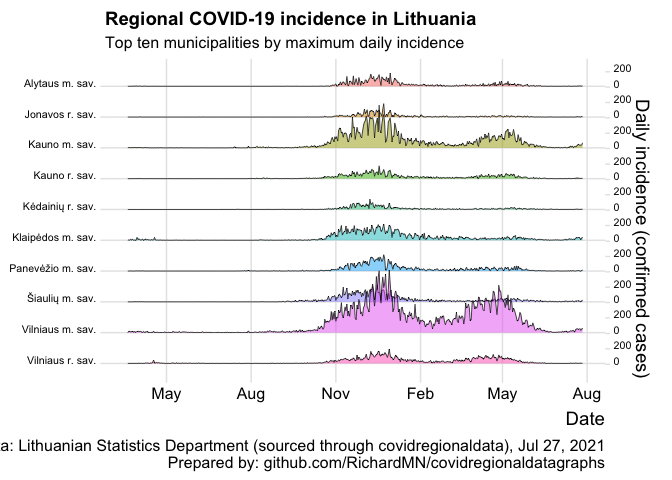 Regional COVID-19 incidence in Lithuania
Top ten municipalities by maximum daily incidence
Alytaus m. sav.
Jonavos r. sav.
Kauno m. sav.
Kauno r. sav.
Kėdainių r. sav.
Klaipėdos m. sav.
Panevėžio m. sav.
Šiaulių m. sav.
Vilniaus m. sav.
Vilniaus r. sav.
200
0
200
0
200
0
200
0
200
0
200
0
200
0
200
0
200
0
200
0
Daily incidence (confirmed cases)
May Aug Nov Feb May Aug
Date
ta: Lithuanian Statistics Department (sourced through covidregionaldata), Jul 27, 2021
Prepared by: github.com/RichardMN/covidregionaldatagraphs